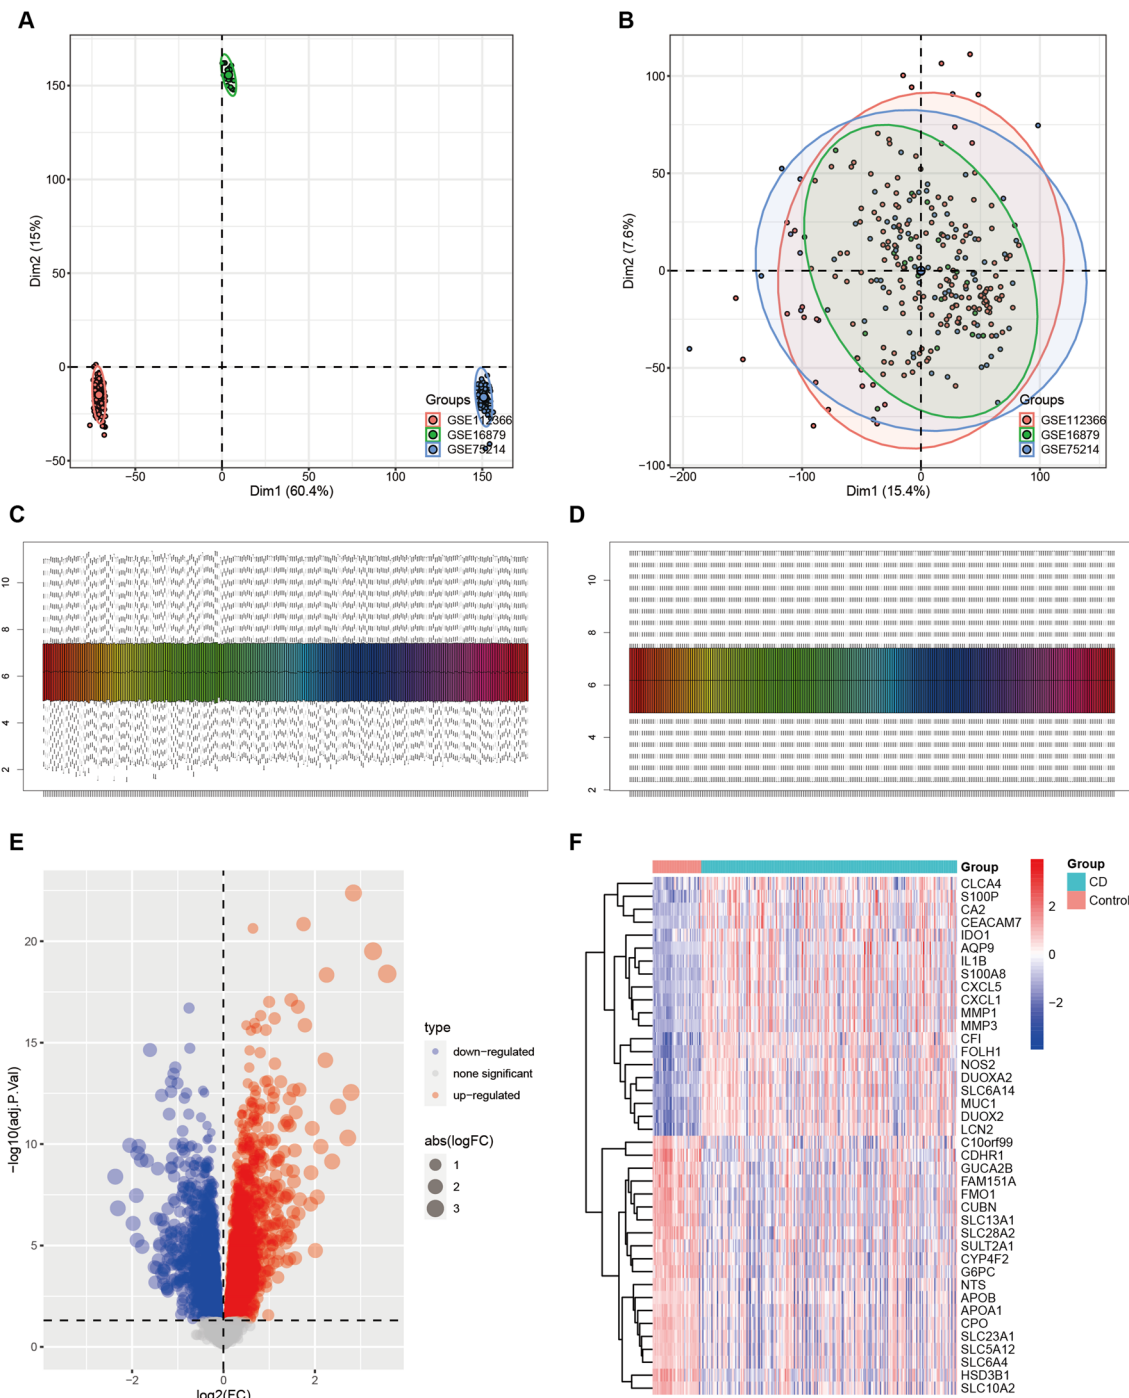 A
Dim2 (15%)
150
100
50
0
−50
−50
0
50
100
150
Dim1 (60.4%)
Groups
GSE112366
GSE16879
GSE75214
B
Dim2 (7.6%)
100
50
0
−50
−100
−200
−100
0
100
Dim1 (15.4%)
Groups
GSE112366
GSE16879
GSE75214
C
10
8
6
4
2
D
10
8
6
4
2
E
−log10(adj.P.Val)
20
15
10
5
0
−2
0
2
log2(FC)
type
down-regulated
none significant
up-regulated
abs(logFC)
1
2
3
F
Group
CLCA4
S100P
CA2
CEACAM7
IDO1
AQP9
IL1B
S100A8
CXCL5
CXCL1
MMP1
MMP3
CFI
FOLH1
NOS2
DUOXA2
SLC6A14
MUC1
DUOX2
LCN2
C10orf99
CDHR1
GUCA2B
FAM151A
FMO1
CUBN
SLC13A1
SLC28A2
SULT2A1
CYP4F2
G6PC
NTS
APOB
APOA1
CPO
SLC23A1
SLC5A12
SLC6A4
HSD3B1
SLC10A2
2
0
−2
Group
CD
Control